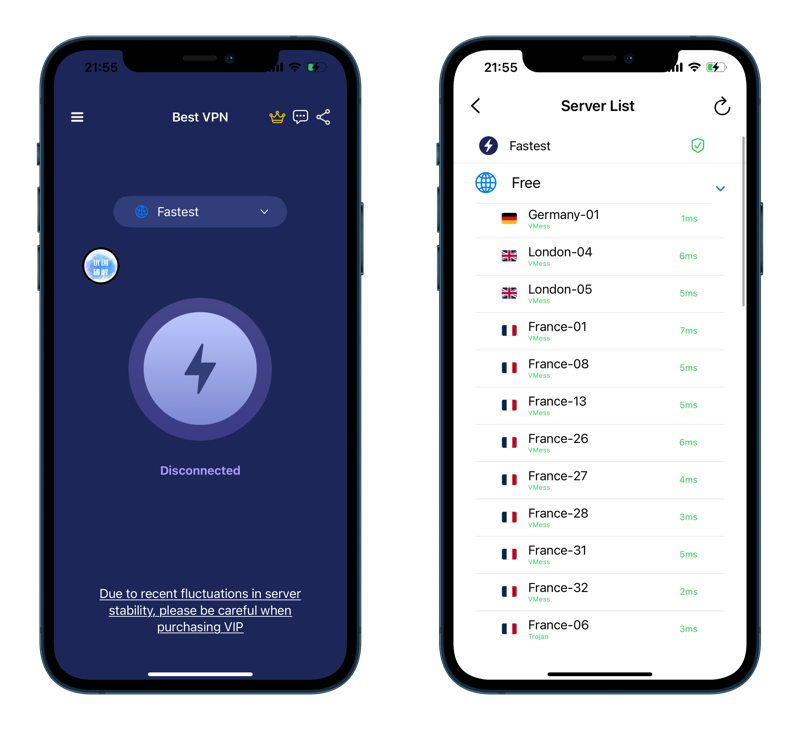 21:55
Best VPN
Fastest
Disconnected
Due to recent fluctuations in server
stability, please be careful when
purchasing VIP
21:55
Server List
Fastest
Free
Germany-01
VMess
1ms
London-04
VMess
6ms
London-05
VMess
5ms
France-01
VMess
7ms
France-08
VMess
5ms
France-13
VMess
5ms
France-26
VMess
6ms
France-27
VMess
4ms
France-28
VMess
3ms
France-31
VMess
5ms
France-32
VMess
2ms
France-06
Trojan
3ms